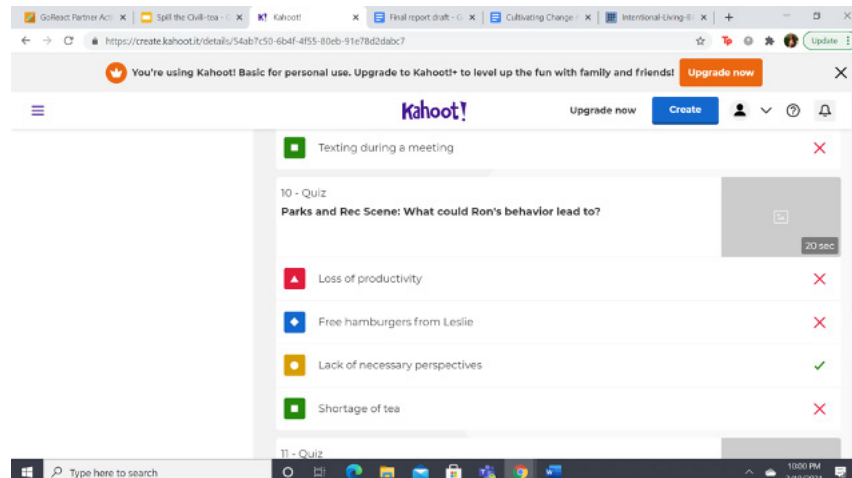 GoReact Partner Acti
Spill the Civili-tea - G
Kahoot!
Final report draft - G
Cultivating Change
Intentional-Living-B
https://create.kahoot.it/details/54ab7c50-6b4f-4f55-80eb-91e78d2dabc7
Update
You're using Kahoot! Basic for personal use. Upgrade to Kahoot!+ to level up the fun with family and friends!
Upgrade now
Kahoot!
Upgrade now
Create
Texting during a meeting
10 - Quiz
Parks and Rec Scene: What could Ron's behavior lead to?
20 sec
Loss of productivity
Free hamburgers from Leslie
Lack of necessary perspectives
Shortage of tea
11 - Quiz
Type here to search
10:00 PM